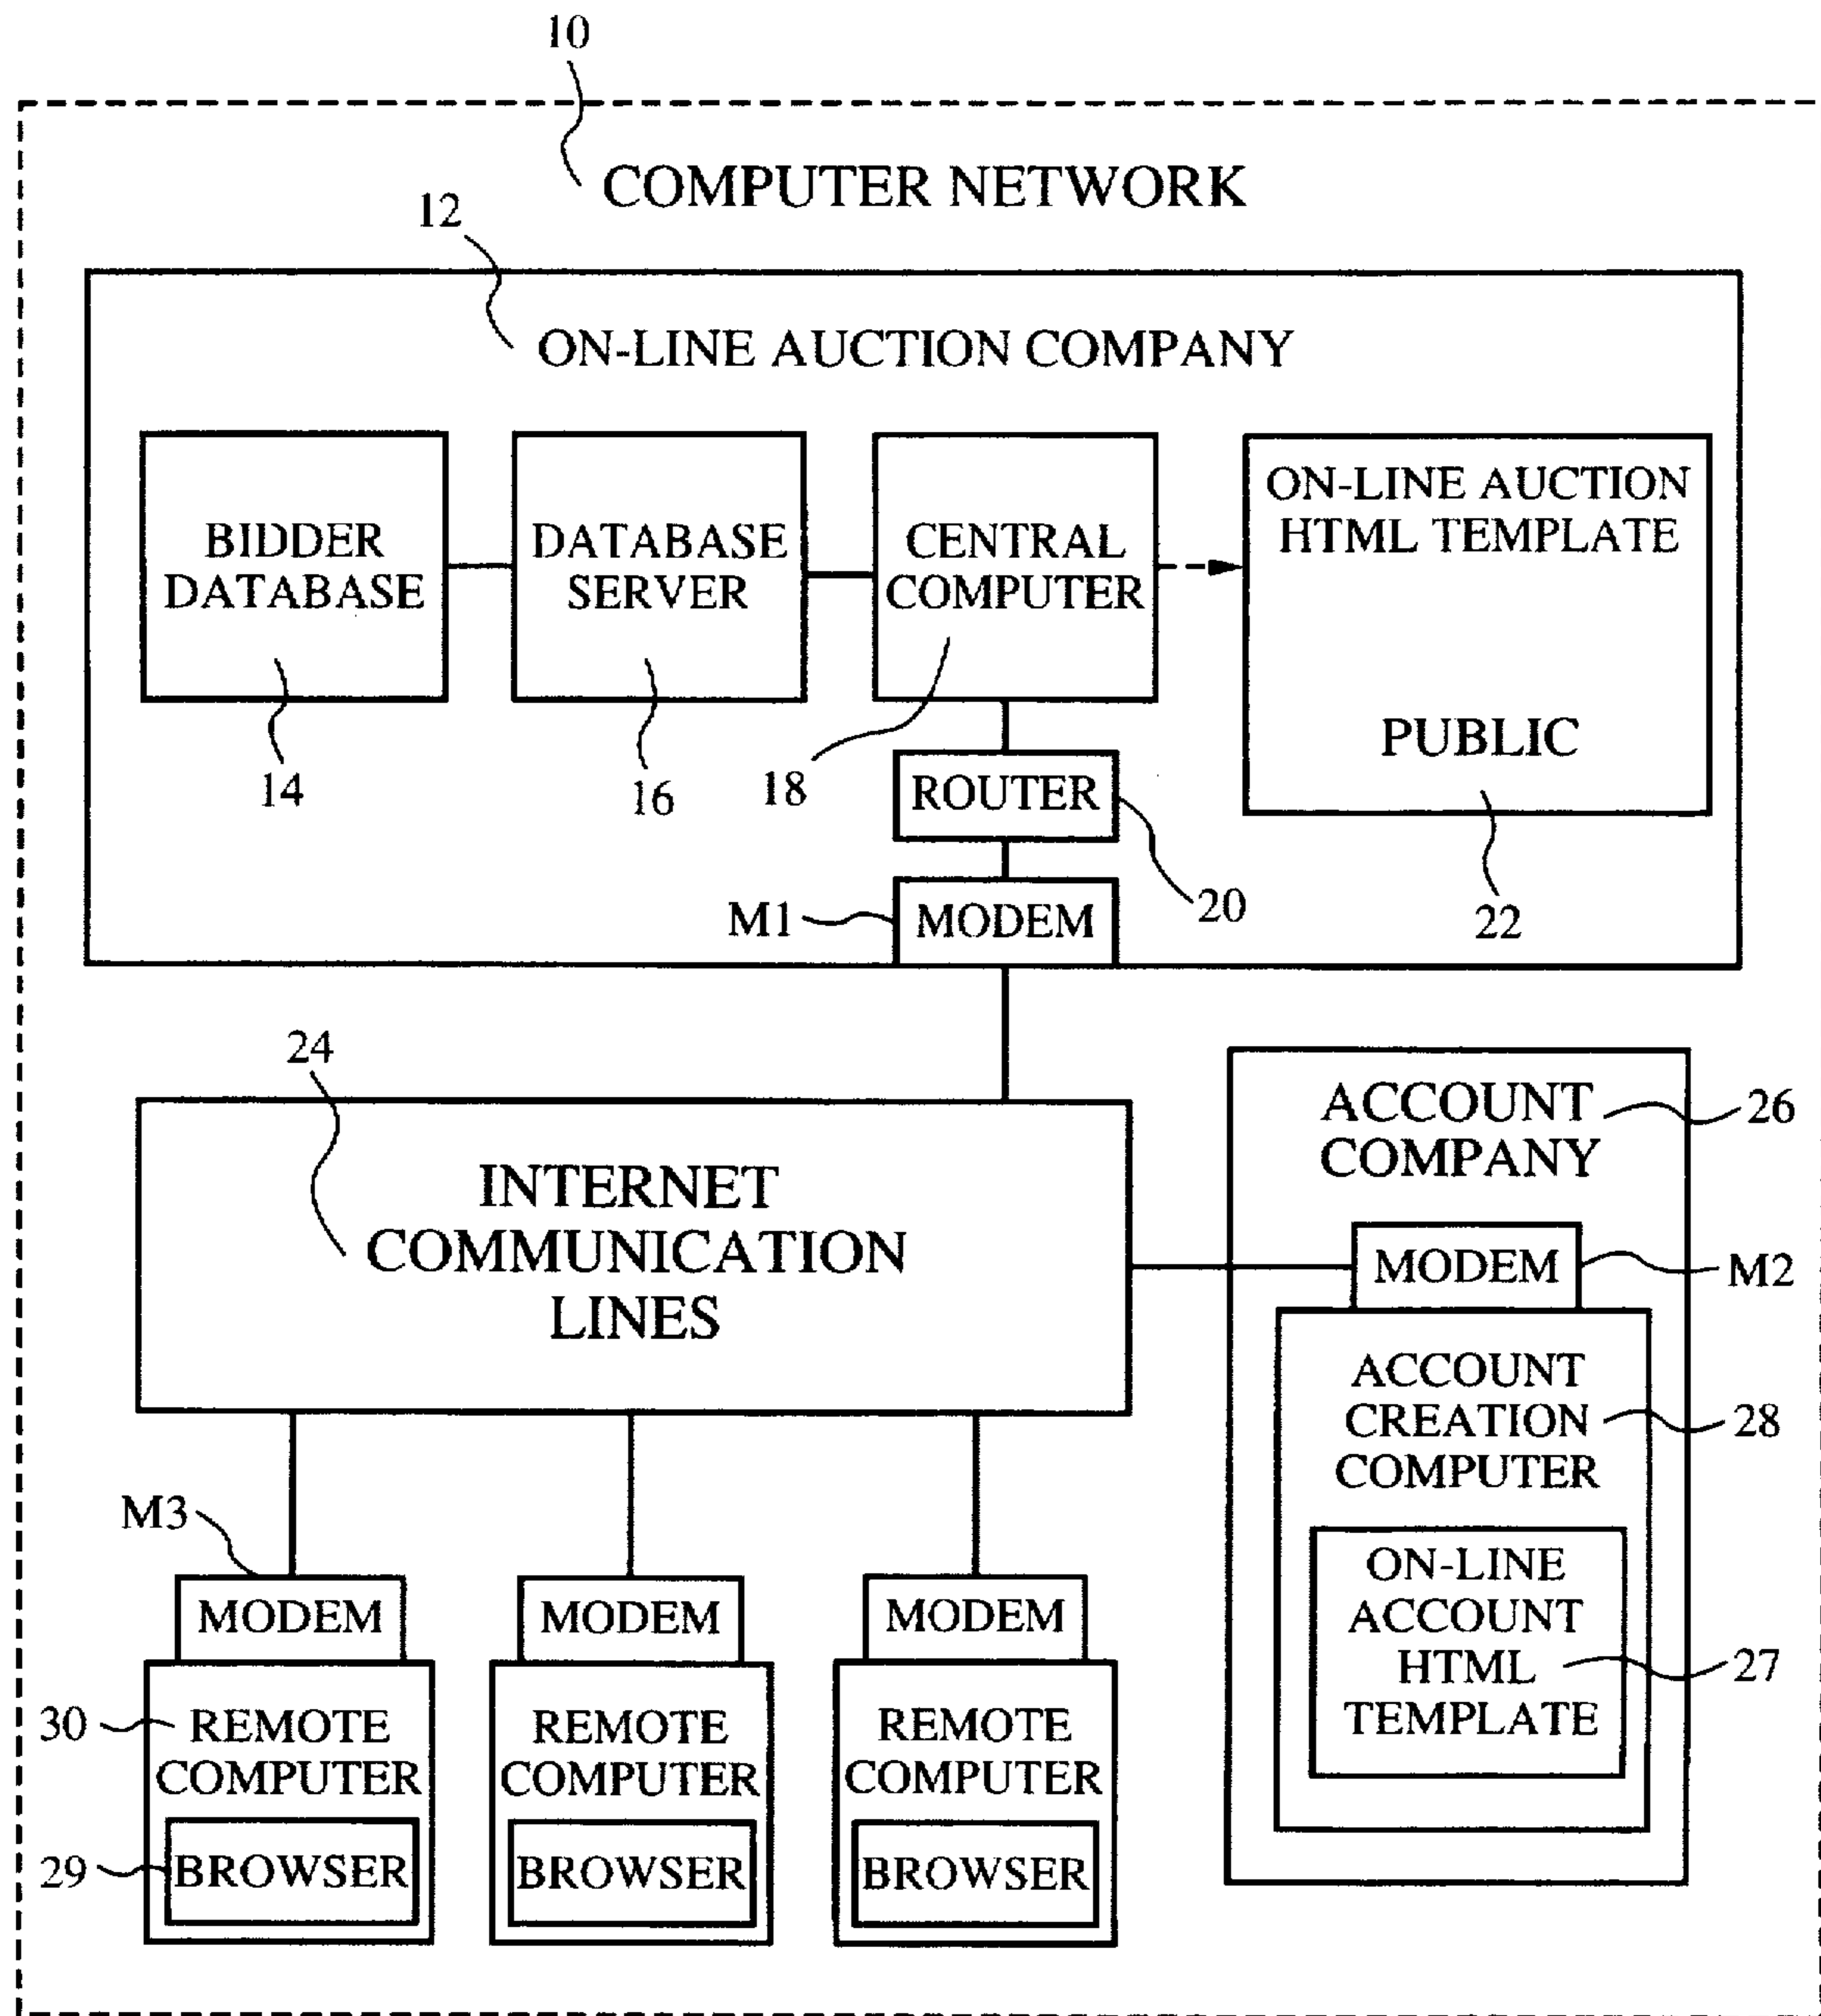 10
COMPUTER NETWORK
12
ON-LINE AUCTION COMPANY
BIDDER
DATABASE
14
DATABASE
SERVER
16
CENTRAL
COMPUTER
18
ON-LINE AUCTION
HTML TEMPLATE
PUBLIC
22
ROUTER
20
M1
MODEM
24
INTERNET
COMMUNICATION
LINES
ACCOUNT
COMPANY
26
MODEM
M2
ACCOUNT
CREATION
COMPUTER
28
ON-LINE
ACCOUNT
HTML
TEMPLATE
27
M3
MODEM
30
REMOTE
COMPUTER
29
BROWSER
MODEM
REMOTE
COMPUTER
BROWSER
MODEM
REMOTE
COMPUTER
BROWSER